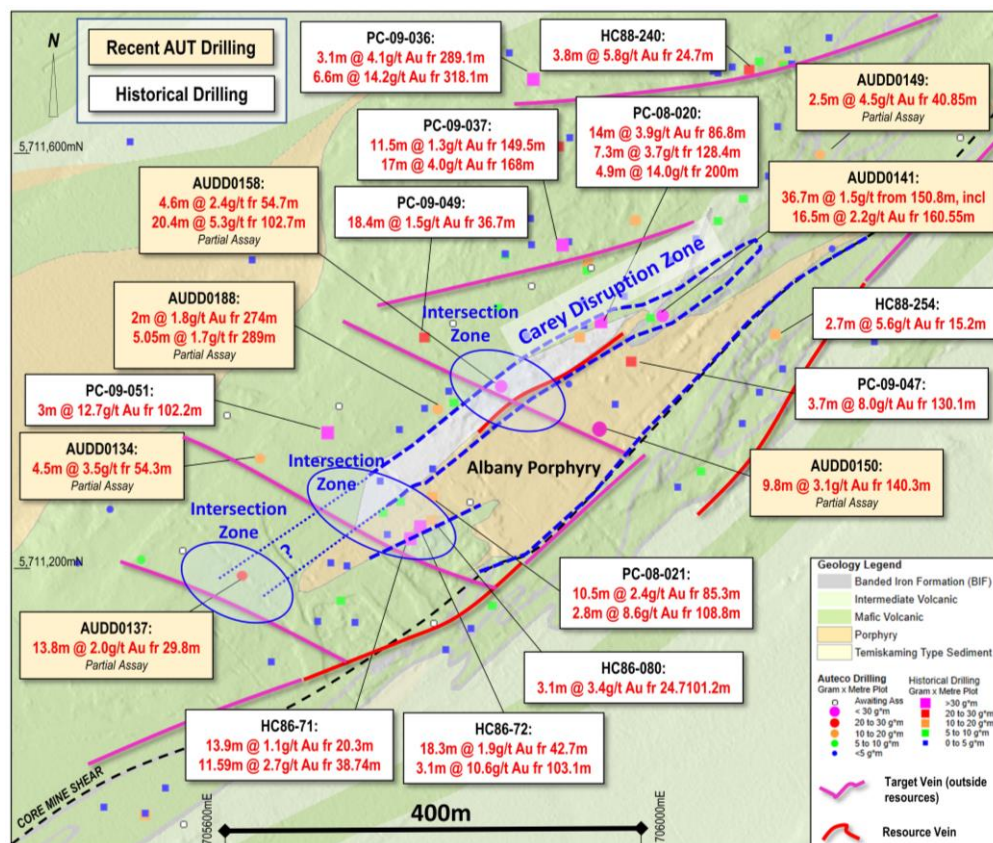 N
Recent AUT Drilling
Historical Drilling
PC-09-036:
3.1m @ 4.1g/t Au fr 289.1m
6.6m @ 14.2g/t Au fr 318.1m
HC88-240:
3.8m @ 5.8g/t Au fr 24.7m
AUDD0149:
2.5m @ 4.5g/t Au fr 40.85m
Partial Assay
PC-09-037:
11.5m @ 1.3g/t Au fr 149.5m
17m @ 4.0g/t Au fr 168m
PC-08-020:
14m @ 3.9g/t Au fr 86.8m
7.3m @ 3.7g/t Au fr 128.4m
4.9m @ 14.0g/t fr 200m
5,711,600mN
AUDD0158:
4.6m @ 2.4g/t fr 54.7m
20.4m @ 5.3g/t fr 102.7m
Partial Assay
PC-09-049:
18.4m @ 1.5g/t Au fr 36.7m
AUDD0141:
36.7m @ 1.5g/t from 150.8m, incl
16.5m @ 2.2g/t Au fr 160.55m
Carey Disruption Zone
AUDD0188:
2m @ 1.8g/t Au fr 274m
5.05m @ 1.7g/t fr 289m
Partial Assay
Intersection
Zone
HC88-254:
2.7m @ 5.6g/t Au fr 15.2m
PC-09-051:
3m @ 12.7g/t Au fr 102.2m
PC-09-047:
3.7m @ 8.0g/t Au fr 130.1m
AUDD0134:
4.5m @ 3.5g/t fr 54.3m
Partial Assay
Intersection
Zone
Albany Porphyry
AUDD0150:
9.8m @ 3.1g/t Au fr 140.3m
Partial Assay
Intersection
Zone
?
5,711,200mN
PC-08-021:
10.5m @ 2.4g/t Au fr 85.3m
2.8m @ 8.6g/t Au fr 108.8m
AUDD0137:
13.8m @ 2.0g/t Au fr 29.8m
Partial Assay
HC86-080:
3.1m @ 3.4g/t Au fr 24.7101.2m
HC86-71:
13.9m @ 1.1g/t Au fr 20.3m
11.59m @ 2.7g/t Au fr 38.74m
HC86-72:
18.3m @ 1.9g/t Au fr 42.7m
3.1m @ 10.6g/t Au fr 103.1m
CORE MINE SHEAR
705600mE
400m
706000mE
Geology Legend
Banded Iron Formation (BIF)
Intermediate Volcanic
Mafic Volcanic
Porphyry
Temiskaming Type Sediment
Auteco Drilling
Gram x Metre Plot
Awaiting Ass
< 30 g*m
20 to 30 g*m
10 to 20 g*m
5 to 10 g*m
<5 g*m
Historical Drilling
Gram x Metre Plot
>30 g*m
20 to 30 g*m
10 to 20 g*m
5 to 10 g*m
0 to 5 g*m
Target Vein (outside
resources)
Resource Vein